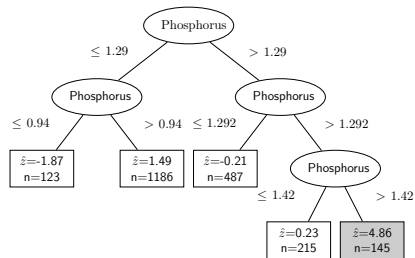 Phosphorus
≤ 1.29
> 1.29
Phosphorus
Phosphorus
≤ 0.94
> 0.94
≤ 1.292
> 1.292
ẑ=-1.87
n=123
ẑ=1.49
n=1186
ẑ=-0.21
n=487
Phosphorus
≤ 1.42
> 1.42
ẑ=0.23
n=215
ẑ=4.86
n=145